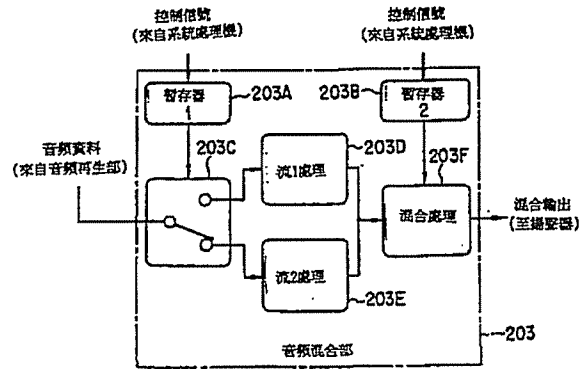 控制信號
(來自系統處理機)
控制信號
(來自系統處理機)
暫存器
1
203A
203B
暫存器
2
音頻資料
(來自音頻再生部)
203C
203D
203F
流1處理
混合處理
混合輸出
(至揚聲器)
流2處理
203E
音頻混合部
203